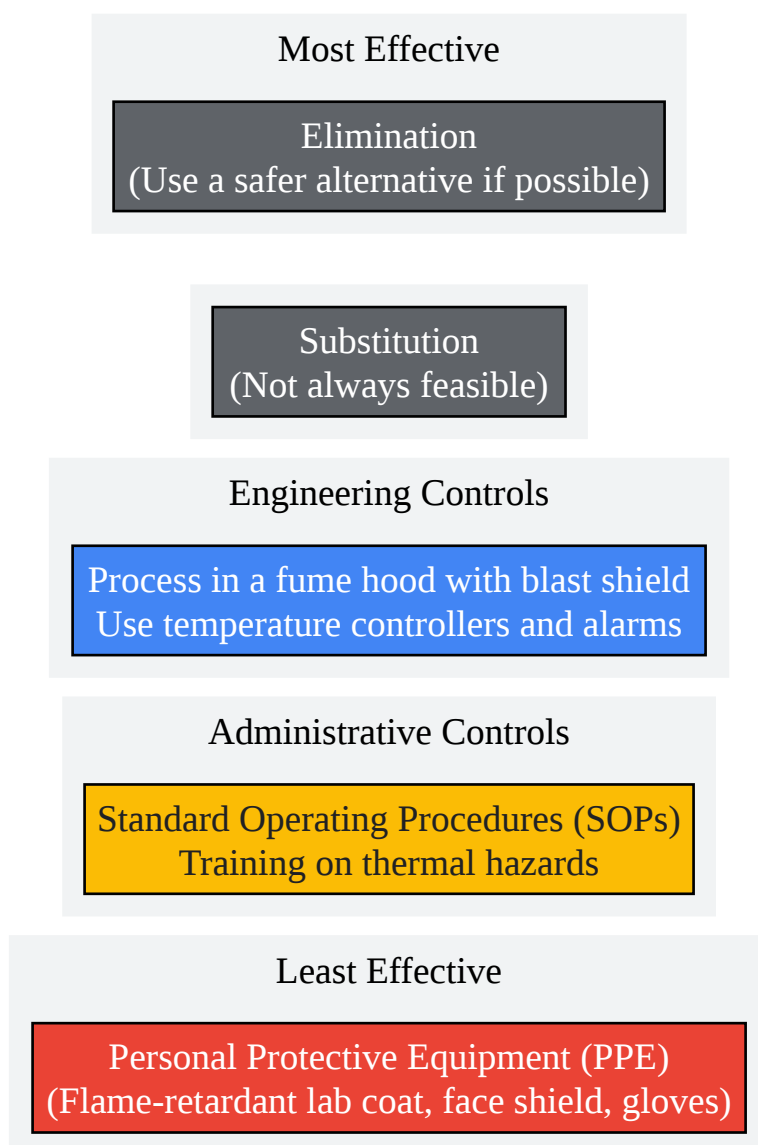 Most Effective
Elimination
(Use a safer alternative if possible)
Substitution
(Not always feasible)
Engineering Controls
Process in a fume hood with blast shield
Use temperature controllers and alarms
Administrative Controls
Standard Operating Procedures (SOPs)
Training on thermal hazards
Least Effective
Personal Protective Equipment (PPE)
(Flame-retardant lab coat, face shield, gloves)